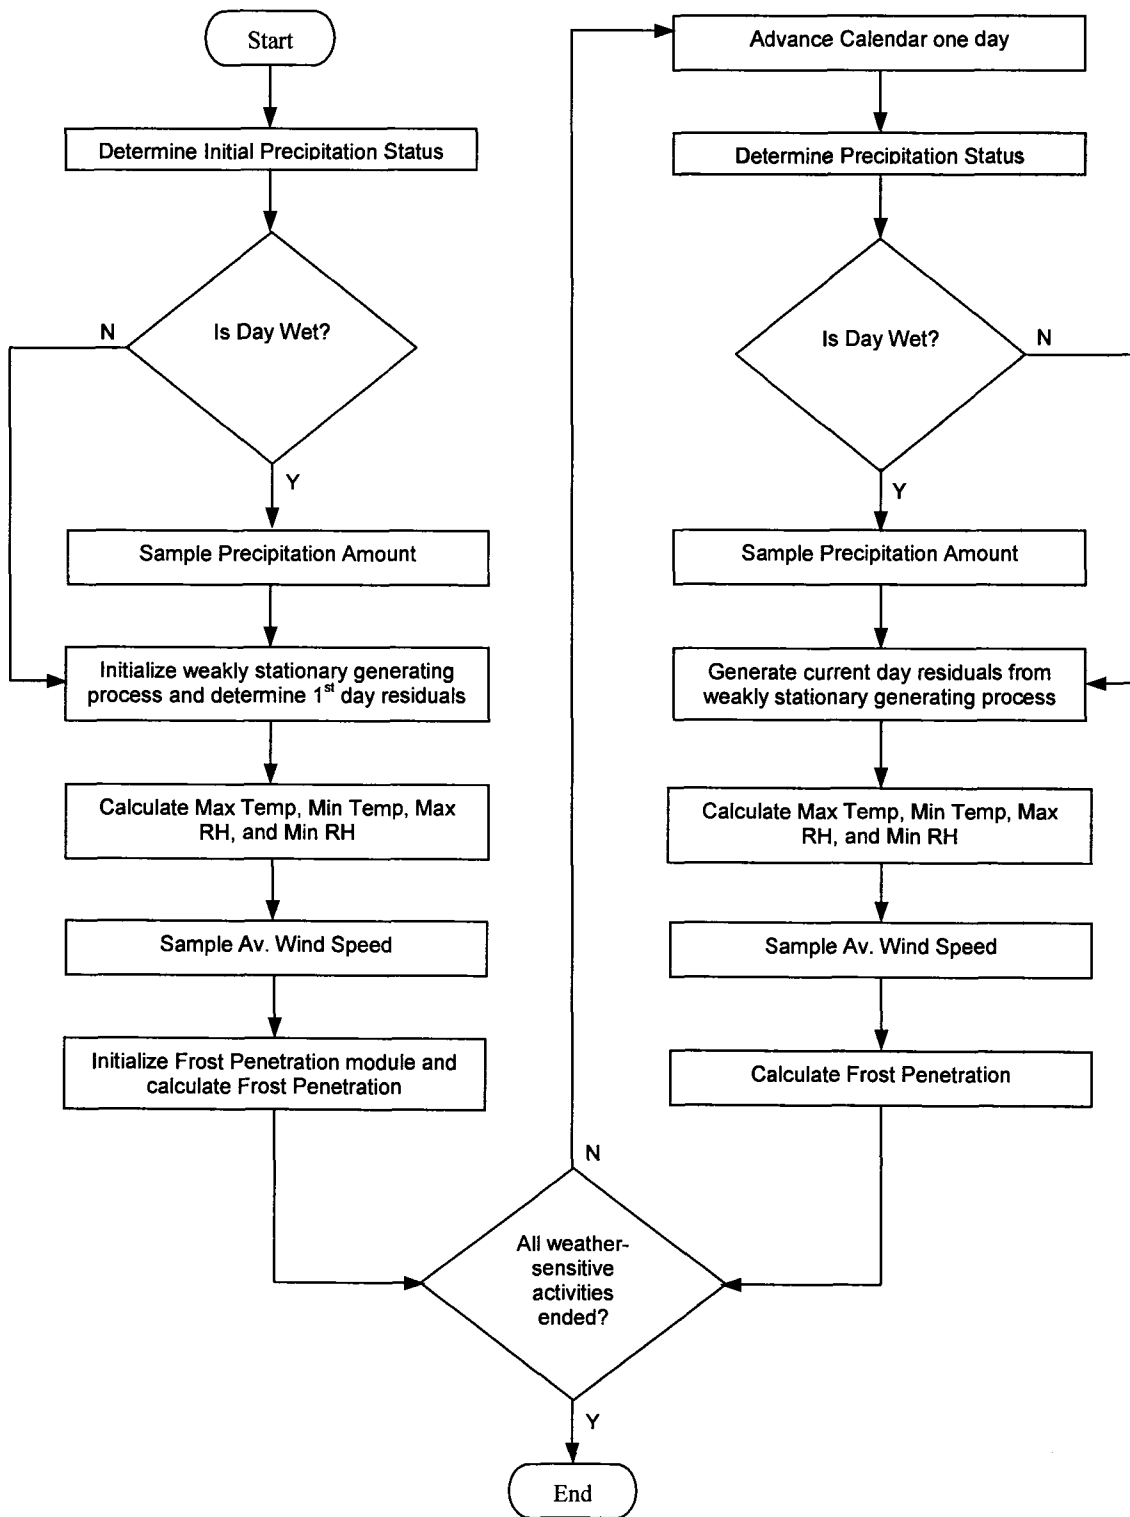 Start
Determine Initial Precipitation Status
Is Day Wet?
N
Y
Sample Precipitation Amount
Initialize weakly stationary generating
process and determine 1st day residuals
Calculate Max Temp, Min Temp, Max
RH, and Min RH
Sample Av. Wind Speed
Initialize Frost Penetration module and
calculate Frost Penetration
Advance Calendar one day
Determine Precipitation Status
Is Day Wet?
N
Y
Sample Precipitation Amount
Generate current day residuals from
weakly stationary generating process
Calculate Max Temp, Min Temp, Max
RH, and Min RH
Sample Av. Wind Speed
Calculate Frost Penetration
N
All weather-
sensitive
activities
ended?
Y
End